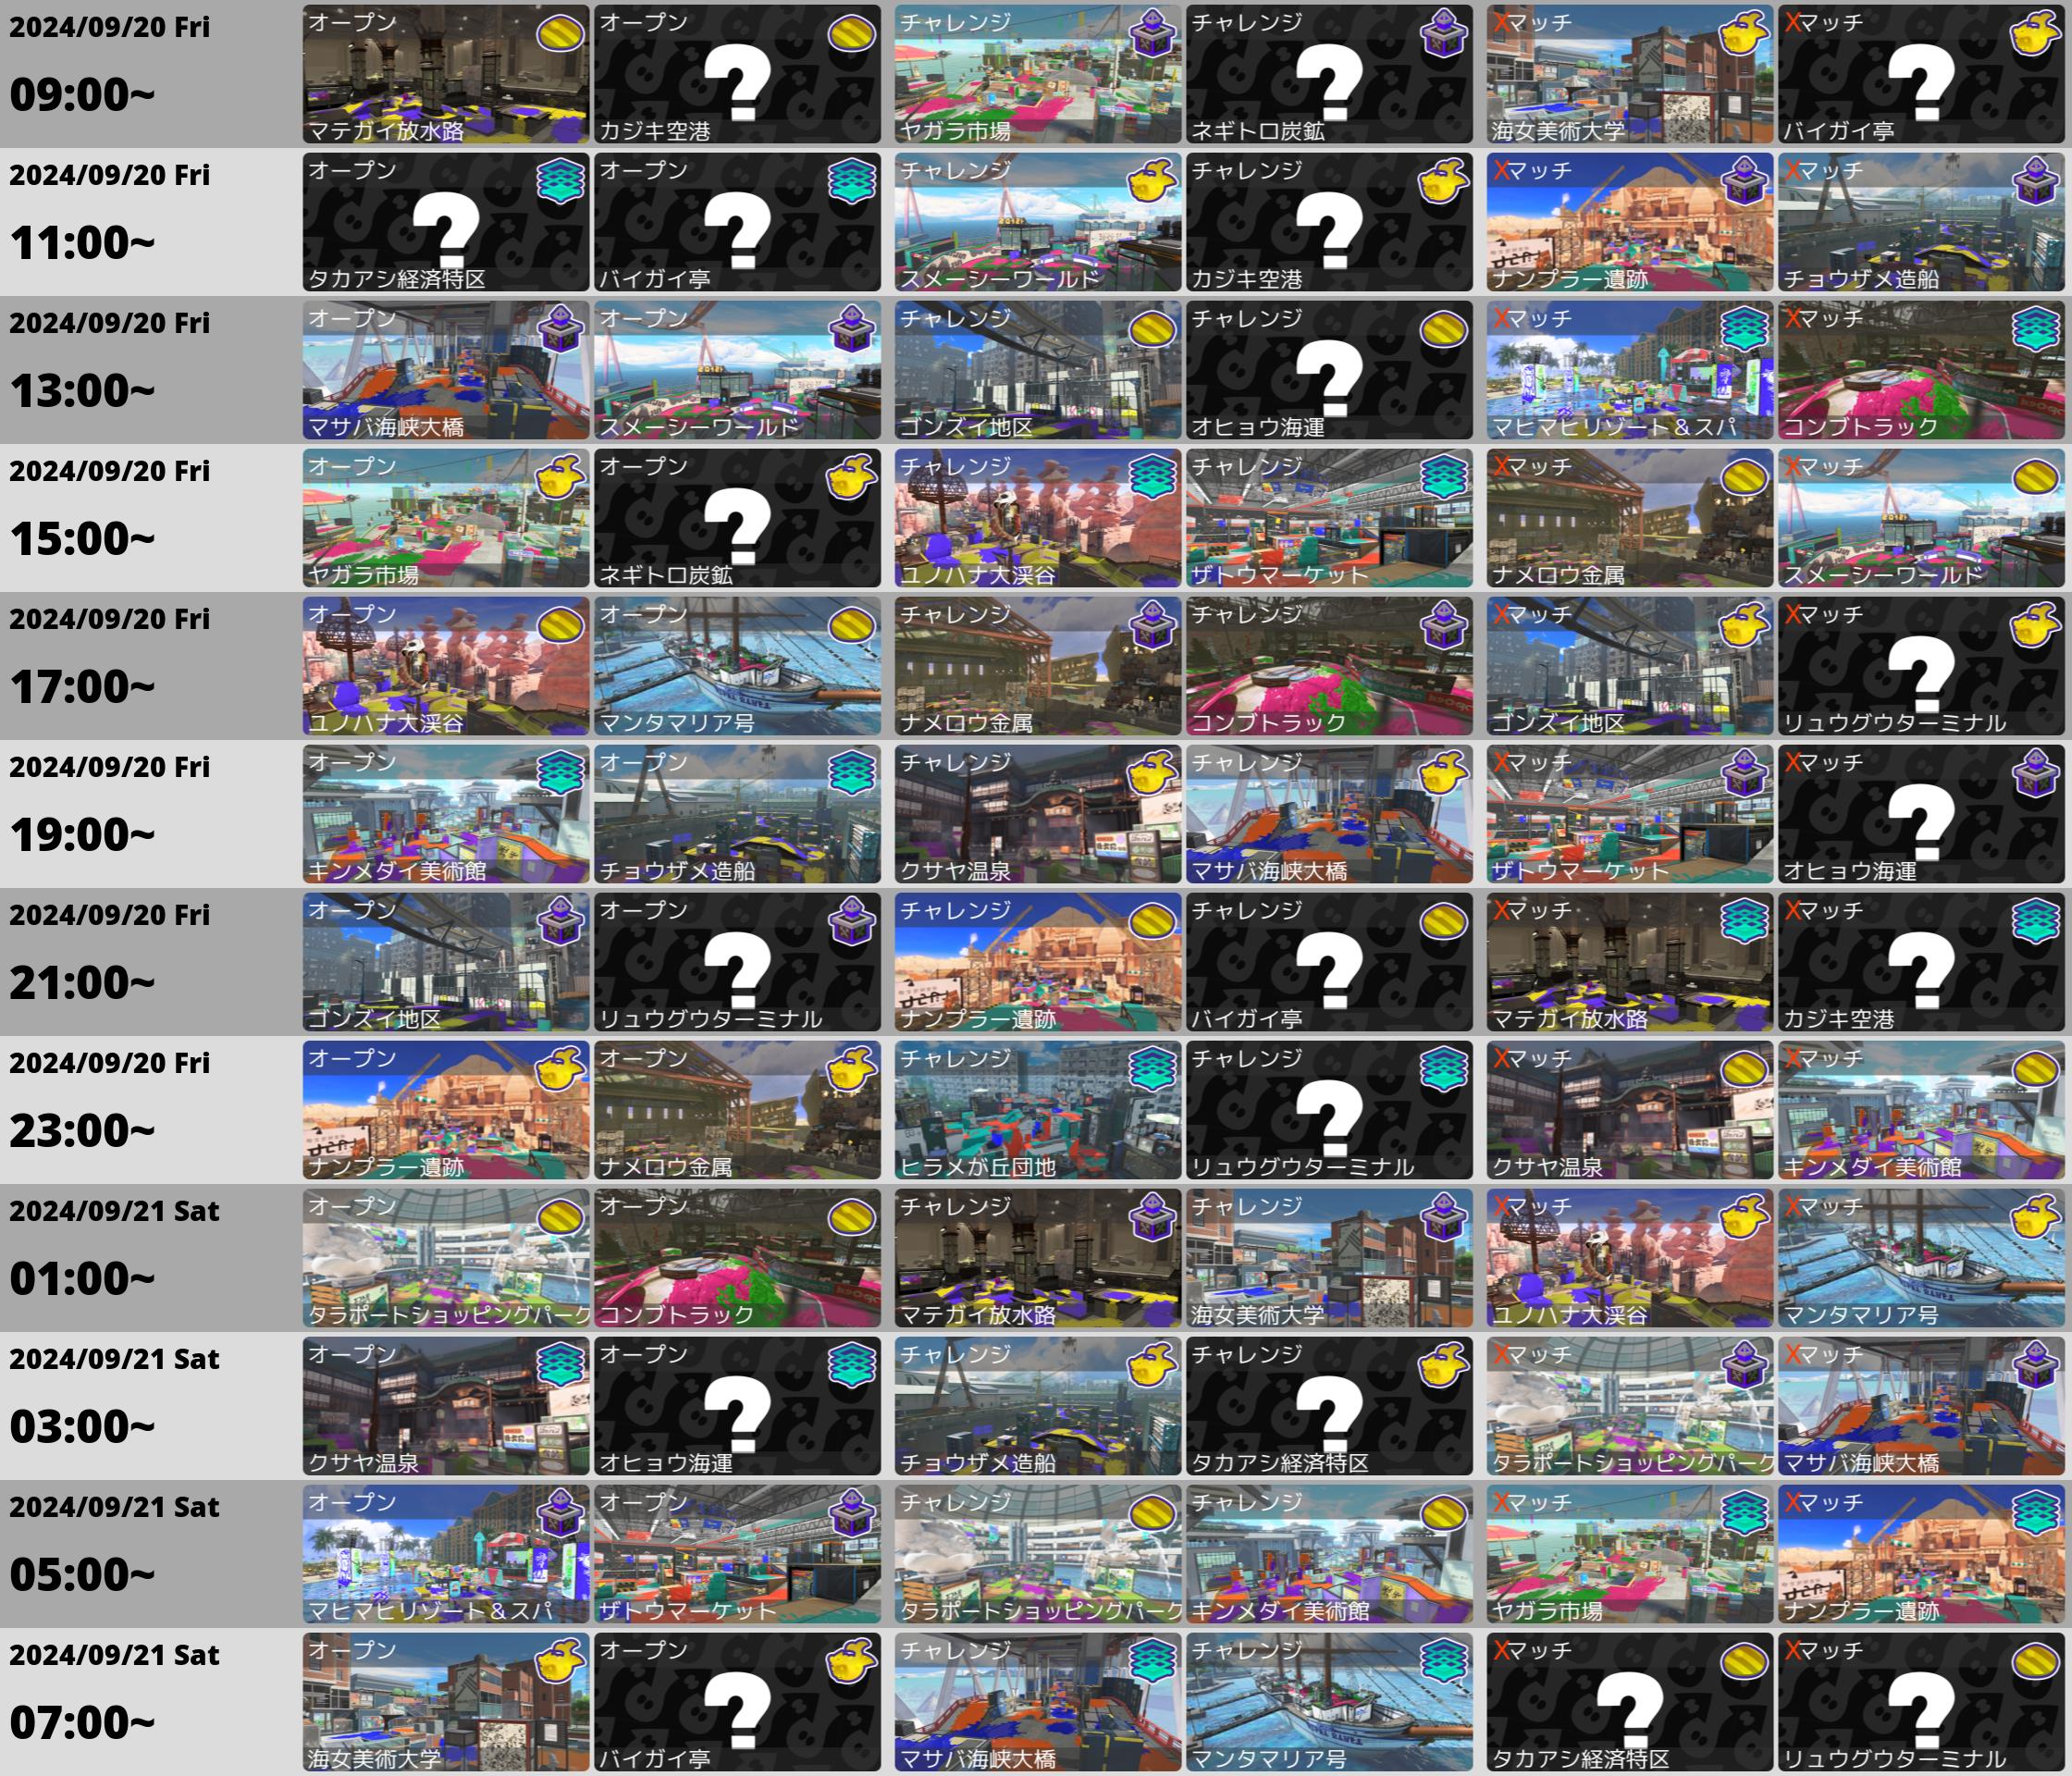 2024/09/20 Fri
09:00~
オープン
マテガイ放水路
オープン
カジキ空港
チャレンジ
ヤガラ市場
チャレンジ
ネギトロ炭鉱
Xマッチ
海女美術大学
Xマッチ
バイガイ亭
2024/09/20 Fri
11:00~
オープン
タカアシ経済特区
オープン
バイガイ亭
チャレンジ
スメーシーワールド
チャレンジ
カジキ空港
Xマッチ
ナンプラー遺跡
Xマッチ
チョウザメ造船
2024/09/20 Fri
13:00~
オープン
マサバ海峡大橋
オープン
スメーシーワールド
チャレンジ
ゴンズイ地区
チャレンジ
オヒョウ海運
Xマッチ
マヒマヒリゾート&スパ
Xマッチ
コンブトラック
2024/09/20 Fri
15:00~
オープン
ヤガラ市場
オープン
ネギトロ炭鉱
チャレンジ
ユノハナ大渓谷
チャレンジ
ザトウマーケット
Xマッチ
ナメロウ金属
Xマッチ
スメーシーワールド
2024/09/20 Fri
17:00~
オープン
ユノハナ大渓谷
オープン
マンタマリア号
チャレンジ
ナメロウ金属
チャレンジ
コンブトラック
Xマッチ
ゴンズイ地区
Xマッチ
リュウグウターミナル
2024/09/20 Fri
19:00~
オープン
キンメダイ美術館
オープン
チョウザメ造船
チャレンジ
クサヤ温泉
チャレンジ
マサバ海峡大橋
Xマッチ
ザトウマーケット
Xマッチ
オヒョウ海運
2024/09/20 Fri
21:00~
オープン
ゴンズイ地区
オープン
リュウグウターミナル
チャレンジ
ナンプラー遺跡
チャレンジ
バイガイ亭
Xマッチ
マテガイ放水路
Xマッチ
カジキ空港
2024/09/20 Fri
23:00~
オープン
ナンプラー遺跡
オープン
ナメロウ金属
チャレンジ
ヒラメが丘団地
チャレンジ
リュウグウターミナル
Xマッチ
クサヤ温泉
Xマッチ
キンメダイ美術館
2024/09/21 Sat
01:00~
オープン
タラポートショッピングパーク
オープン
コンブトラック
チャレンジ
マテガイ放水路
チャレンジ
海女美術大学
Xマッチ
ユノハナ大渓谷
Xマッチ
マンタマリア号
2024/09/21 Sat
03:00~
オープン
クサヤ温泉
オープン
オヒョウ海運
チャレンジ
チョウザメ造船
チャレンジ
タカアシ経済特区
Xマッチ
タラポートショッピングパーク
Xマッチ
マサバ海峡大橋
2024/09/21 Sat
05:00~
オープン
マヒマヒリゾート&スパ
オープン
ザトウマーケット
チャレンジ
タラポートショッピングパーク
チャレンジ
キンメダイ美術館
Xマッチ
ヤガラ市場
Xマッチ
ナンプラー遺跡
2024/09/21 Sat
07:00~
オープン
海女美術大学
オープン
バイガイ亭
チャレンジ
マサバ海峡大橋
チャレンジ
マンタマリア号
Xマッチ
タカアシ経済特区
Xマッチ
リュウグウターミナル